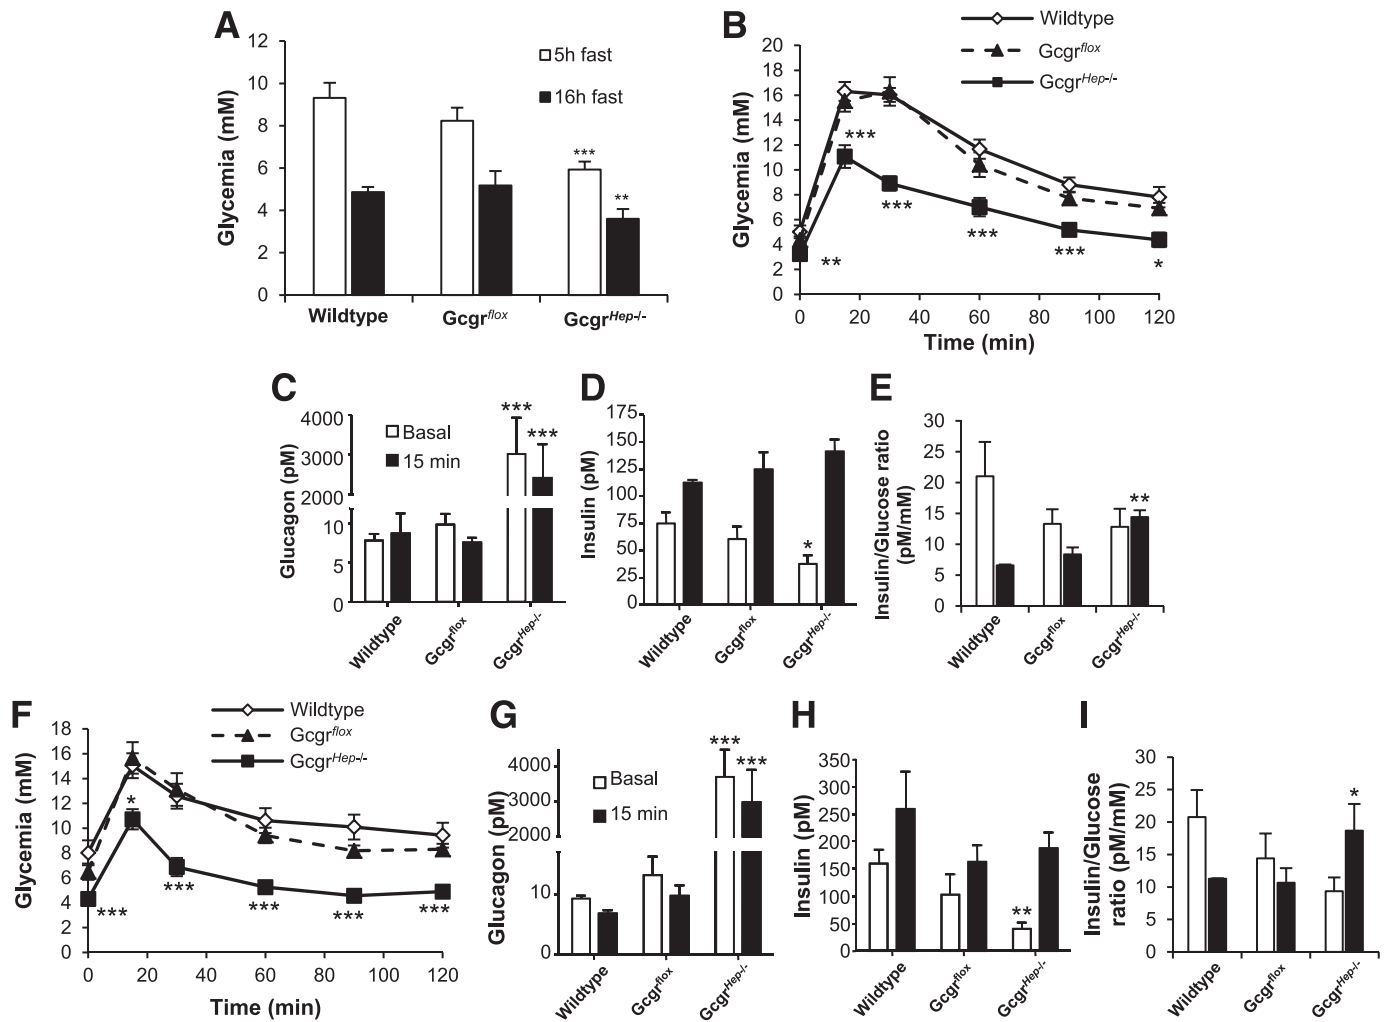 A
12
10
8
6
4
2
0
Glycemia (mM)
5h fast
16h fast
***
**
Wildtype
Gcgrflox
GcgrHep-/-
B
Wildtype
Gcgrflox
GcgrHep-/-
20
18
16
14
12
10
8
6
4
2
0
Glycemia (mM)
***
***
***
***
**
*
0 20 40 60 80 100 120
Time (min)
C
4000
3000
2000
10
5
0
Glucagon (pM)
Basal
15 min
***
***
Wildtype
Gcgrflox
GcgrHep-/-
D
175
150
125
100
75
50
25
0
Insulin (pM)
*
Wildtype
Gcgrflox
GcgrHep-/-
E
30
25
20
15
10
5
0
Insulin/Glucose ratio
(pM/mM)
**
Wildtype
Gcgrflox
GcgrHep-/-
F
Wildtype
Gcgrflox
GcgrHep-/-
18
16
14
12
10
8
6
4
2
0
Glycemia (mM)
*
***
***
***
***
***
0 20 40 60 80 100 120
Time (min)
G
4000
3000
2000
10
0
Glucagon (pM)
Basal
15 min
***
***
Wildtype
Gcgrflox
GcgrHep-/-
H
350
300
250
200
150
100
50
0
Insulin (pM)
**
Wildtype
Gcgrflox
GcgrHep-/-
I
30
25
20
15
10
5
0
Insulin/Glucose
ratio (pM/mM)
*
Wildtype
Gcgrflox
GcgrHep-/-